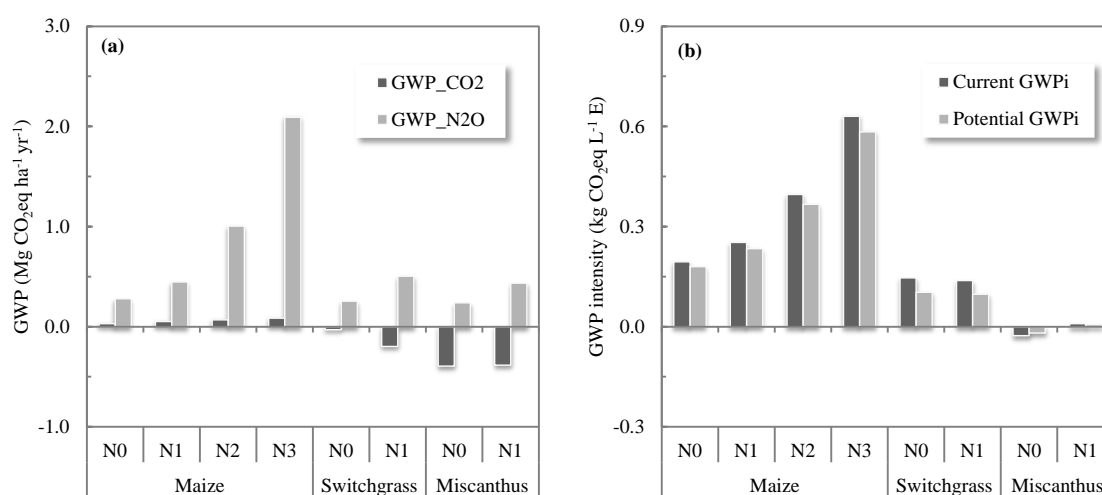 (a)
GWP_CO2
GWP_N2O
GWP (Mg CO₂eq ha⁻¹ yr⁻¹)
3.0
2.0
1.0
0.0
-1.0
N0 N1 N2 N3 N0 N1 N0 N1
Maize Switchgrass Miscanthus
(b)
Current GWPi
Potential GWPi
GWP intensity (kg CO₂eq L⁻¹ E)
0.9
0.6
0.3
0.0
-0.3
N0 N1 N2 N3 N0 N1 N0 N1
Maize Switchgrass Miscanthus